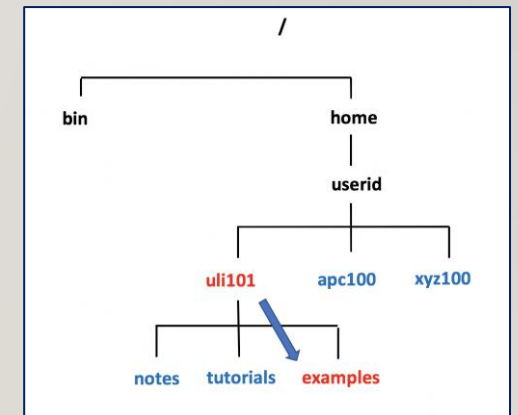 /
bin home
userid
uli101 apc100 xyz100
notes tutorials examples